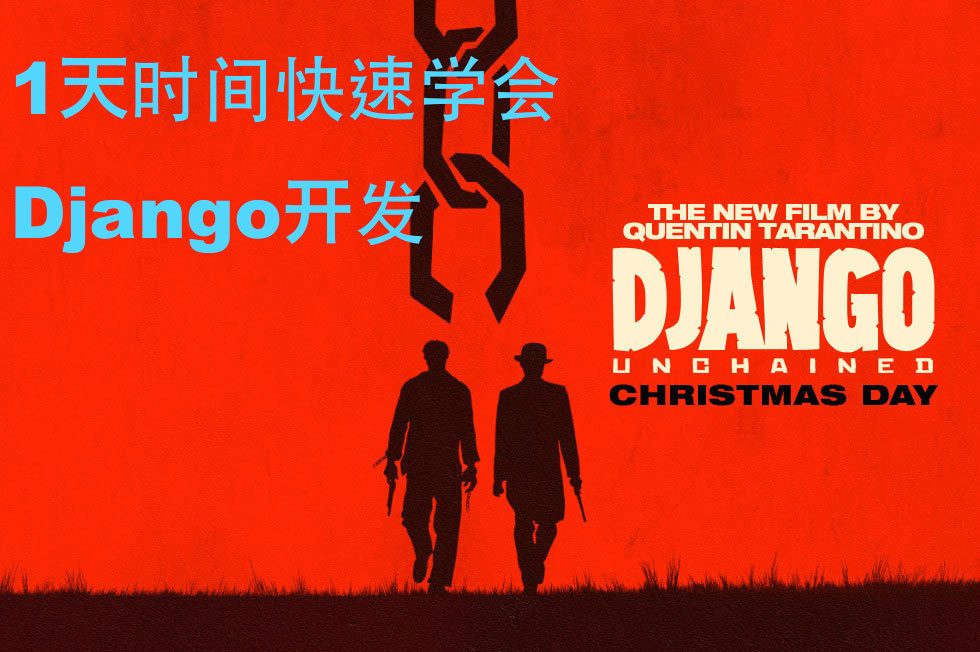 1天时间快速学会
Django开发
THE NEW FILM BY
QUENTIN TARANTINO
DJANGO
UNCHAINED
CHRISTMAS DAY